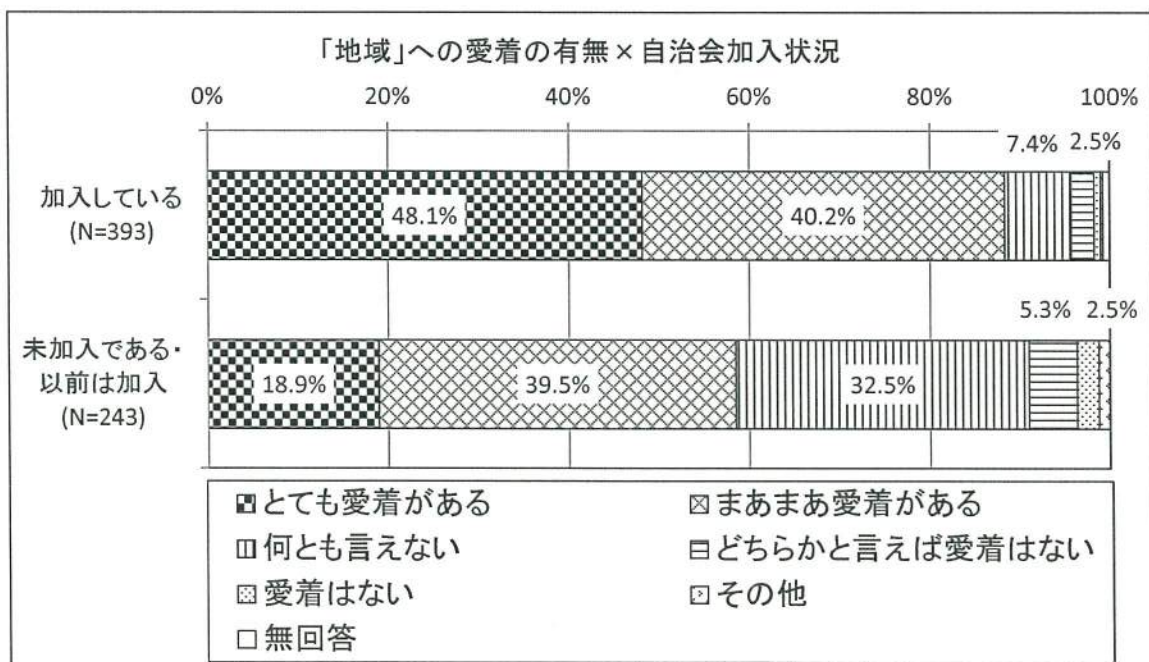 「地域」への愛着の有無×自治会加入状況
0% 20% 40% 60% 80% 100%
7.4% 2.5%
加入している
(N=393)
48.1% 40.2%
5.3% 2.5%
未加入である・
以前は加入
(N=243)
18.9% 39.5% 32.5%
とても愛着がある まあまあ愛着がある
何とも言えない どちらかと言えば愛着はない
愛着はない その他
無回答